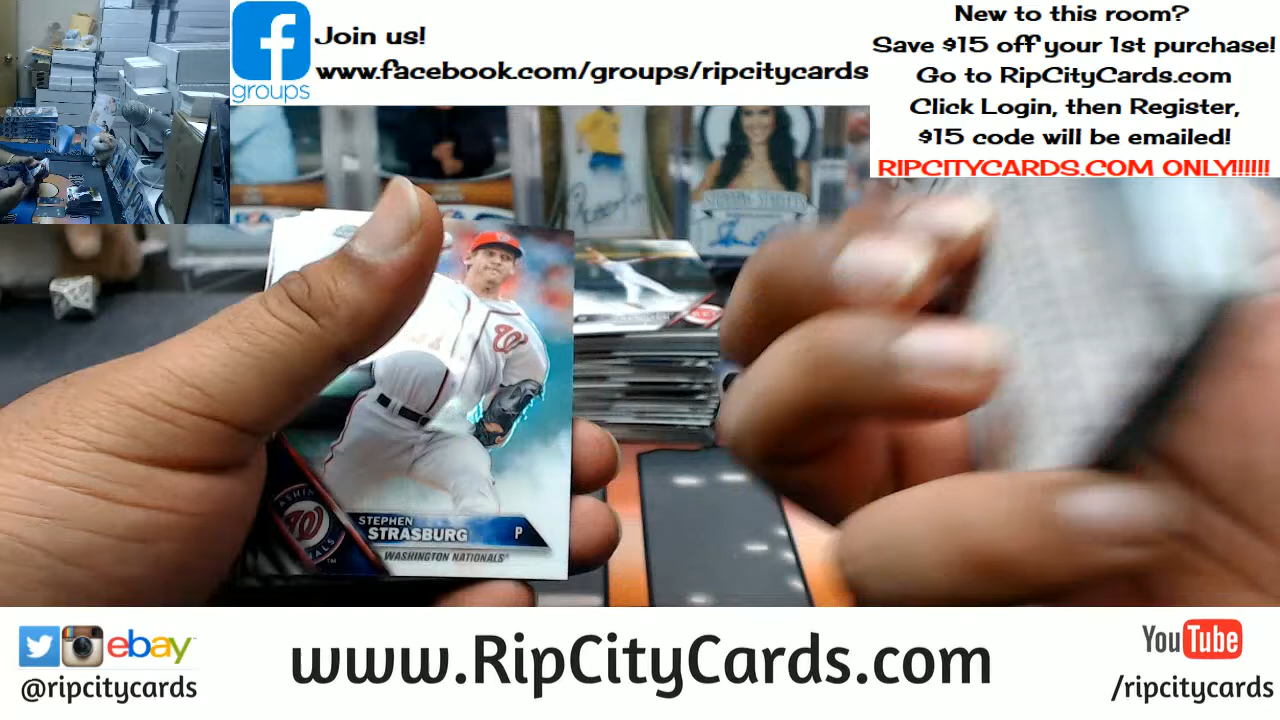 Join us!
www.facebook.com/groups/ripcitycards
groups
New to this room?
Save $15 off your 1st purchase!
Go to RipCityCards.com
Click Login, then Register,
$15 code will be emailed!
RIPCITYCARDS.COM ONLY!!!!!!
STEPHEN
STRASBURG
P
WASHINGTON NATIONALS
ebay
@ripcitycards
www.RipCityCards.com
YouTube
/ripcitycards